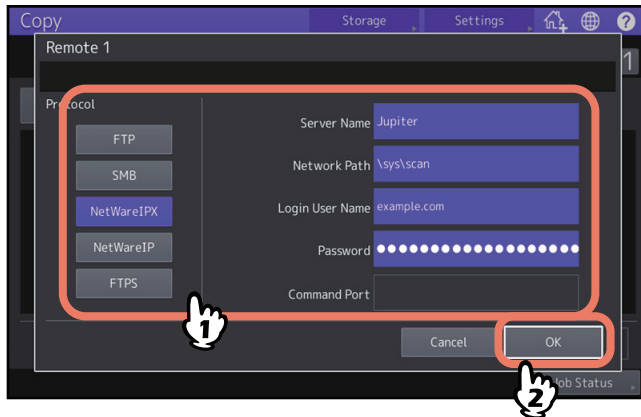 Copy
Storage
Settings
?
Remote 1
1
Protocol
FTP
SMB
NetWareIPX
NetWareIP
FTPS
Server Name Jupiter
Network Path \sys\scan
Login User Name example.com
Password ●●●●●●●●●●●●●●●●●●●
Command Port
1
Cancel
OK
2
Job Status